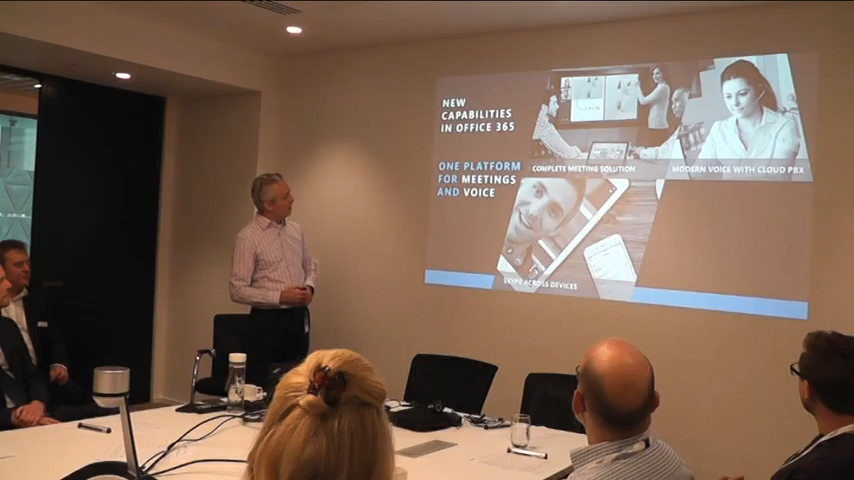 NEW
CAPABILITIES
IN OFFICE 365
ONE PLATFORM
FOR MEETINGS
AND VOICE
COMPLETE MEETING SOLUTION
MODERN VOICE WITH CLOUD PBX
SKYPE ACROSS DEVICES